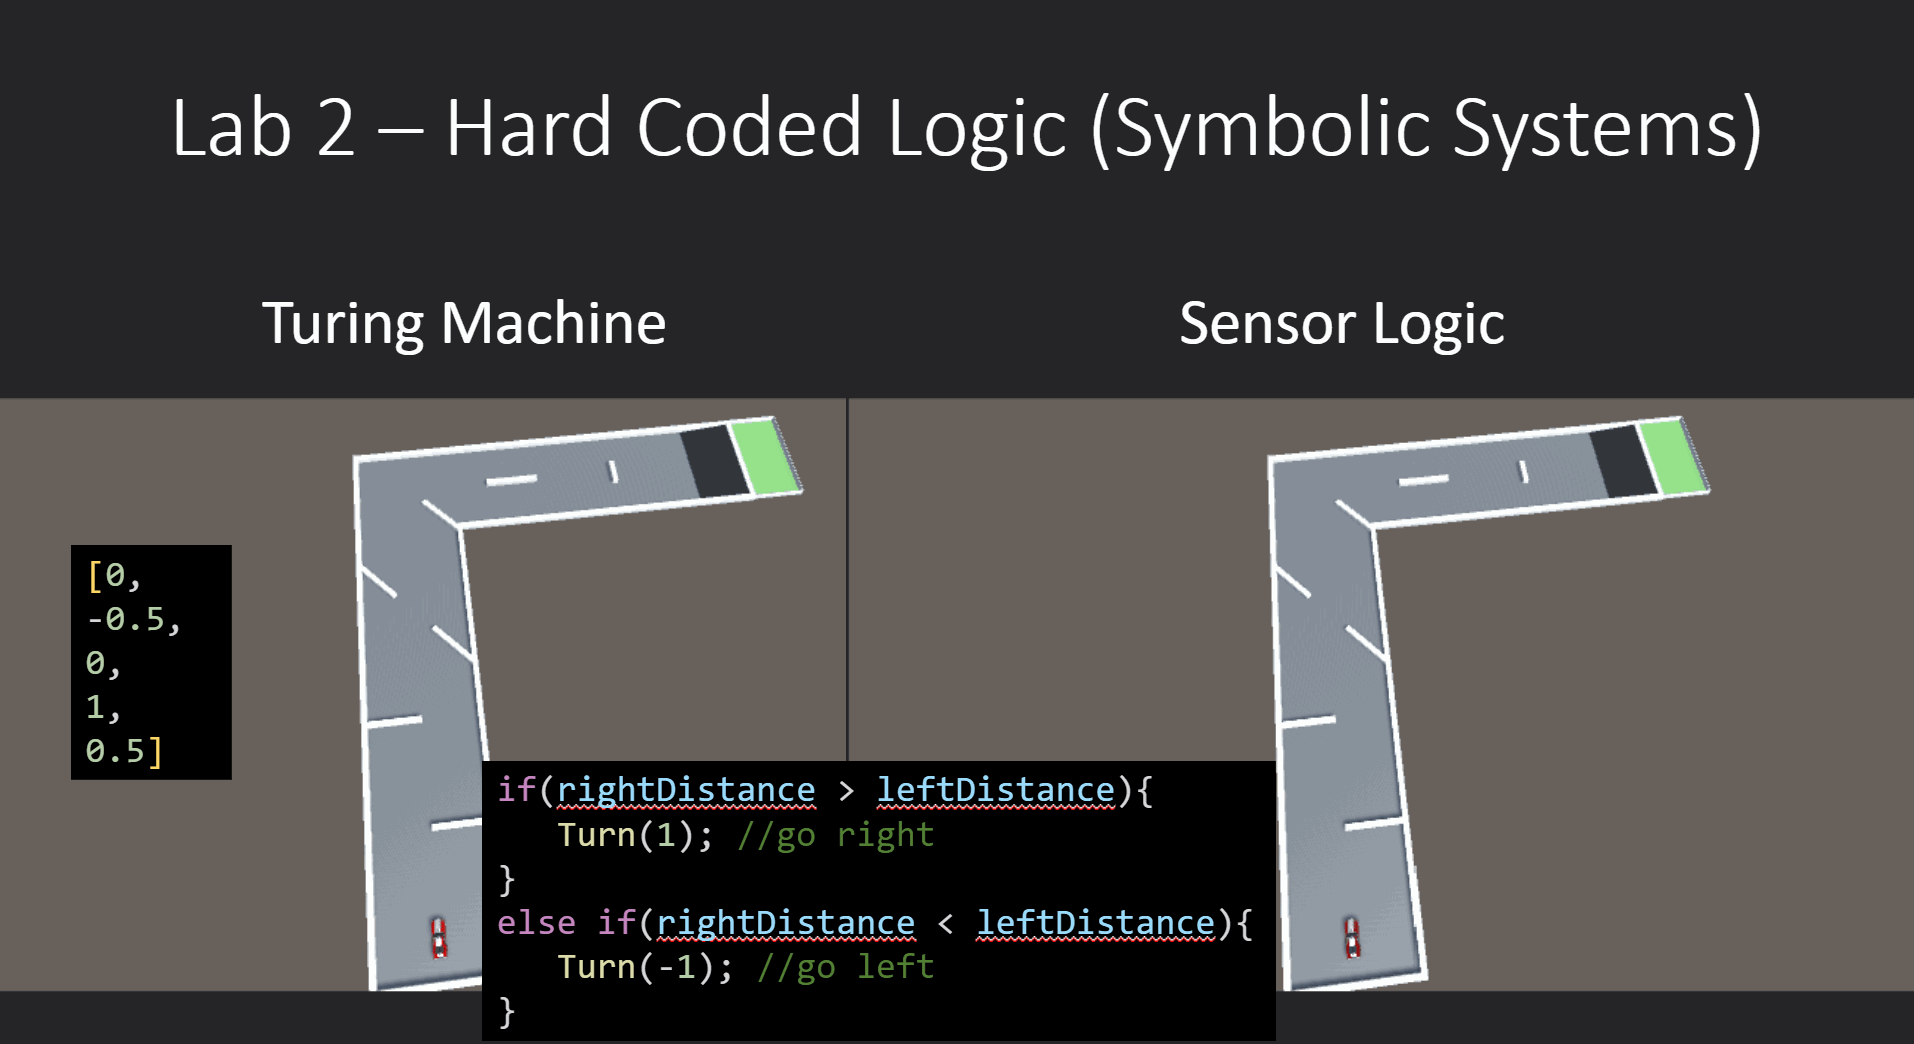 Lab 2 – Hard Coded Logic (Symbolic Systems)
Turing Machine
Sensor Logic
[0,
-0.5,
0,
1,
0.5]
if(rightDistance > leftDistance){
Turn(1); //go right
}
else if(rightDistance < leftDistance){
Turn(-1); //go left
}